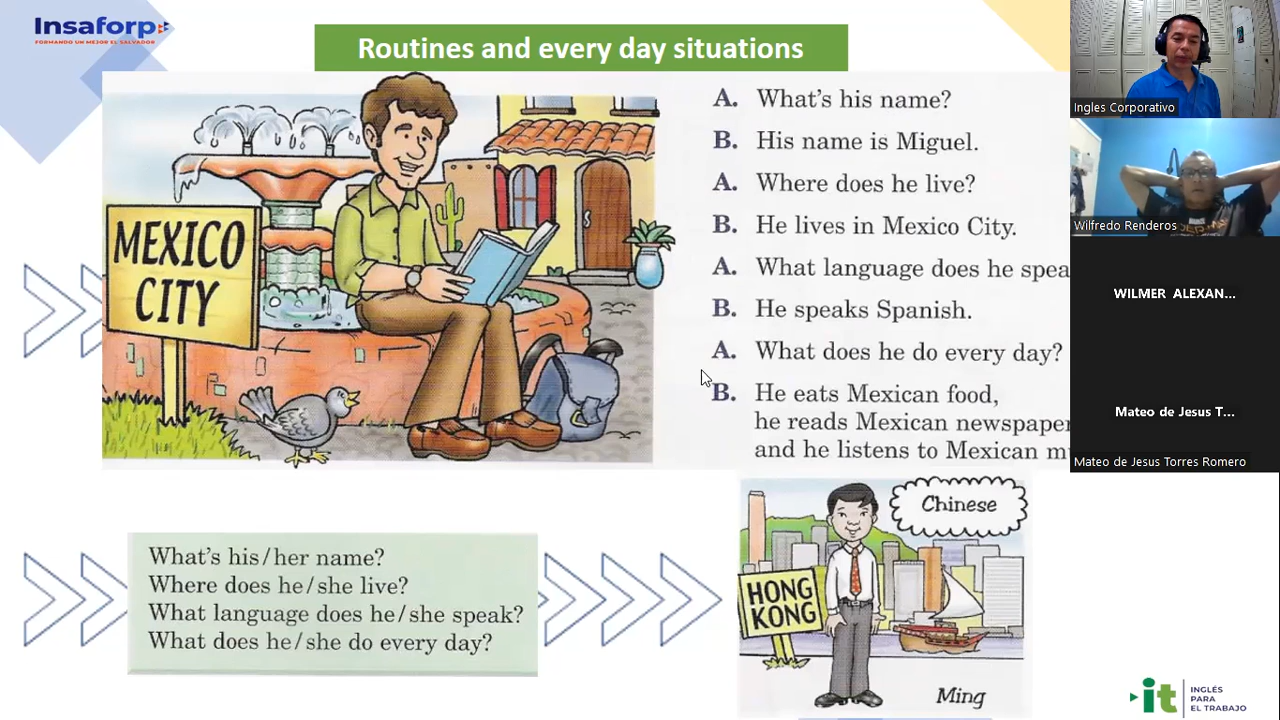 Insaforp
FORMANDO UN MEJOR EL SALVADOR
Routines and every day situations
MEXICO
CITY
A. What's his name?
B. His name is Miguel.
A. Where does he live?
B. He lives in Mexico City.
A. What language does he spea
B. He speaks Spanish.
A. What does he do every day?
B. He eats Mexican food,
he reads Mexican newspaper
and he listens to Mexican m
What's his/her name?
Where does he/she live?
What language does he/she speak?
What does he/she do every day?
Chinese
HONG
KONG
Ming
Ingles Corporativo
Wilfredo Renderos
WILMER ALEXAN...
Mateo de Jesus T...
Mateo de Jesus Torres Romero
it INGLÉS
PARA
EL TRABAJO